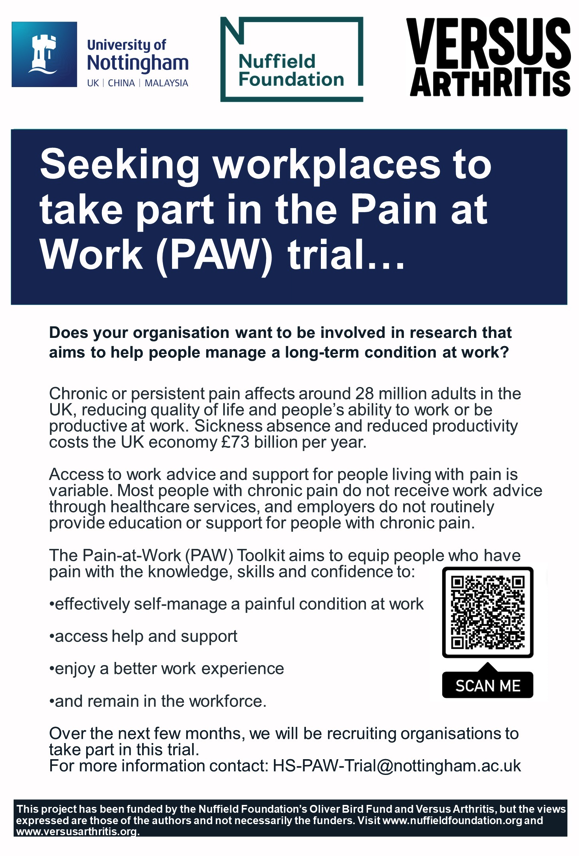 University of
Nottingham
UK | CHINA | MALAYSIA
Nuffield
Foundation
VERSUS
ARTHRITIS
Seeking workplaces to
take part in the Pain at
Work (PAW) trial…
Does your organisation want to be involved in research that
aims to help people manage a long-term condition at work?
Chronic or persistent pain affects around 28 million adults in the
UK, reducing quality of life and people's ability to work or be
productive at work. Sickness absence and reduced productivity
costs the UK economy £73 billion per year.
Access to work advice and support for people living with pain is
variable. Most people with chronic pain do not receive work advice
through healthcare services, and employers do not routinely
provide education or support for people with chronic pain.
The Pain-at-Work (PAW) Toolkit aims to equip people who have
pain with the knowledge, skills and confidence to:
•effectively self-manage a painful condition at work
•access help and support
•enjoy a better work experience
•and remain in the workforce.
SCAN ME
Over the next few months, we will be recruiting organisations to
take part in this trial.
For more information contact: HS-PAW-Trial@nottingham.ac.uk
This project has been funded by the Nuffield Foundation's Oliver Bird Fund and Versus Arthritis, but the views
expressed are those of the authors and not necessarily the funders. Visit www.nuffieldfoundation.org and
www.versusarthritis.org.